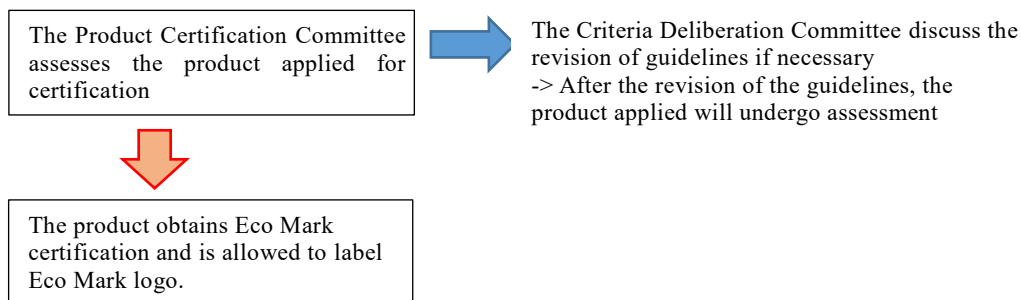 The Product Certification Committee
assesses the product applied for
certification
The Criteria Deliberation Committee discuss the
revision of guidelines if necessary
-> After the revision of the guidelines, the
product applied will undergo assessment
The product obtains Eco Mark
certification and is allowed to label
Eco Mark logo.